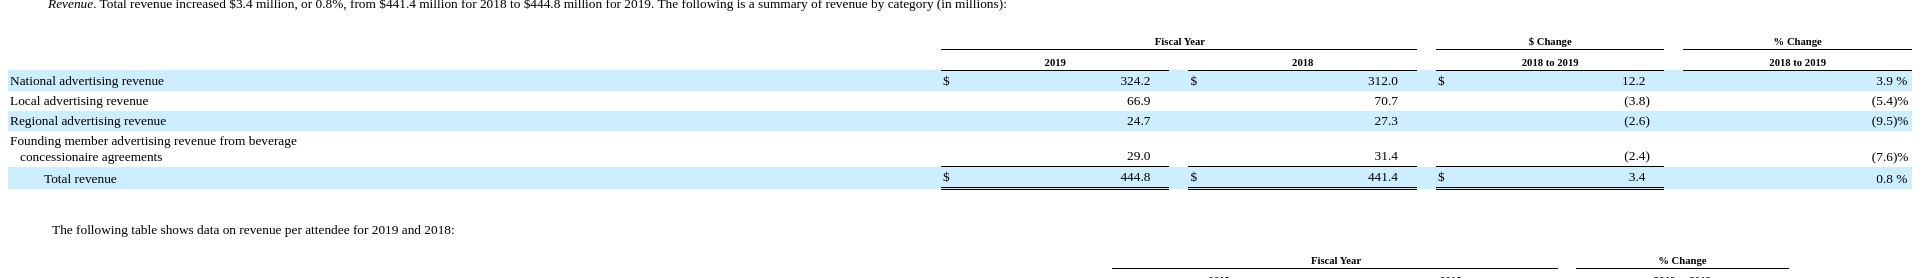 Revenue. Total revenue increased $3.4 million, or 0.8%, from $441.4 million for 2018 to $444.8 million for 2019. The following is a summary of revenue by category (in millions):
Fiscal Year $ Change % Change
2019 2018 2018 to 2019 2018 to 2019
National advertising revenue $ 324.2 $ 312.0 $ 12.2 3.9 %
Local advertising revenue 66.9 70.7 (3.8) (5.4)%
Regional advertising revenue 24.7 27.3 (2.6) (9.5)%
Founding member advertising revenue from beverage
concessionaire agreements 29.0 31.4 (2.4) (7.6)%
Total revenue $ 444.8 $ 441.4 $ 3.4 0.8 %
The following table shows data on revenue per attendee for 2019 and 2018:
Fiscal Year % Change